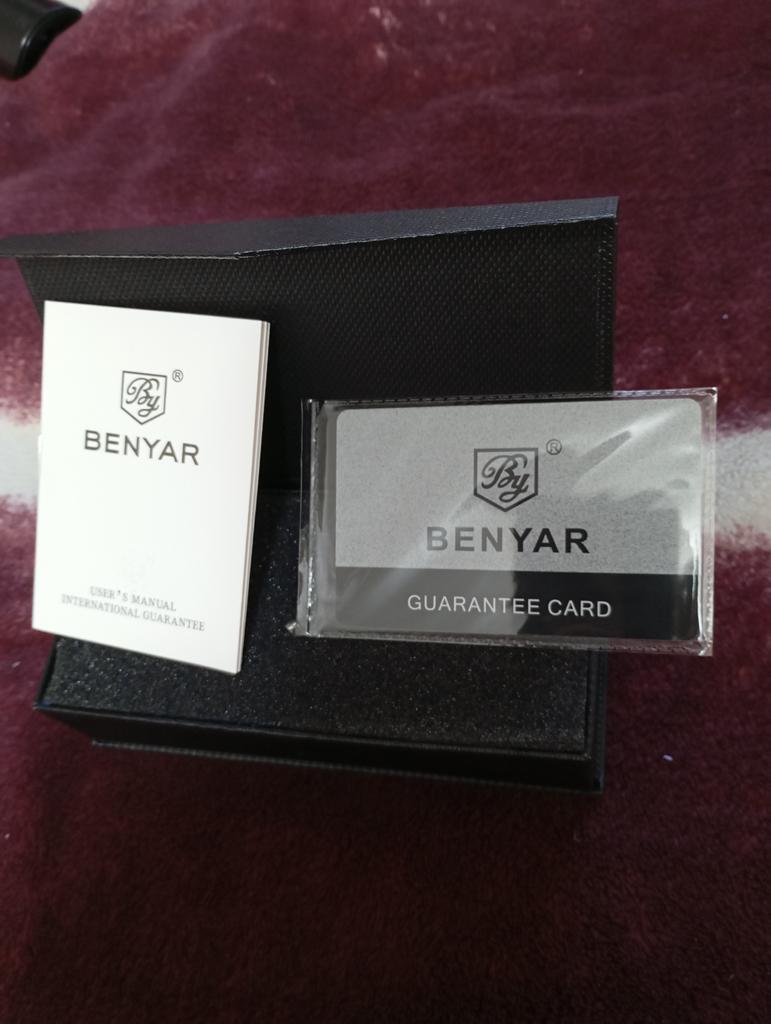 By ®
BENYAR
USER'S MANUAL
INTERNATIONAL GUARANTEE
By ®
BENYAR
GUARANTEE CARD